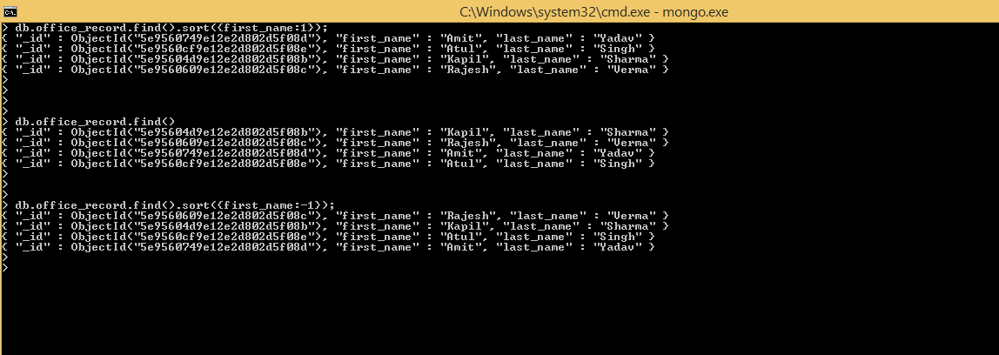 C:\Windows\system32\cmd.exe - mongo.exe
> db.office_record.find().sort({first_name:1});
{ "_id" : ObjectId("5e9560749e12e2d802d5f08d"), "first_name" : "Amit", "last_name" : "Yadav" }
{ "_id" : ObjectId("5e9560cf9e12e2d802d5f08e"), "first_name" : "Atul", "last_name" : "Singh" }
{ "_id" : ObjectId("5e95604d9e12e2d802d5f08b"), "first_name" : "Kapil", "last_name" : "Sharma" }
{ "_id" : ObjectId("5e9560609e12e2d802d5f08c"), "first_name" : "Rajesh", "last_name" : "Verma" }
>
>
>
> db.office_record.find()
{ "_id" : ObjectId("5e95604d9e12e2d802d5f08b"), "first_name" : "Kapil", "last_name" : "Sharma" }
{ "_id" : ObjectId("5e9560609e12e2d802d5f08c"), "first_name" : "Rajesh", "last_name" : "Verma" }
{ "_id" : ObjectId("5e9560749e12e2d802d5f08d"), "first_name" : "Amit", "last_name" : "Yadav" }
{ "_id" : ObjectId("5e9560cf9e12e2d802d5f08e"), "first_name" : "Atul", "last_name" : "Singh" }
>
>
>
> db.office_record.find().sort({first_name:-1});
{ "_id" : ObjectId("5e9560609e12e2d802d5f08c"), "first_name" : "Rajesh", "last_name" : "Verma" }
{ "_id" : ObjectId("5e95604d9e12e2d802d5f08b"), "first_name" : "Kapil", "last_name" : "Sharma" }
{ "_id" : ObjectId("5e9560cf9e12e2d802d5f08e"), "first_name" : "Atul", "last_name" : "Singh" }
{ "_id" : ObjectId("5e9560749e12e2d802d5f08d"), "first_name" : "Amit", "last_name" : "Yadav" }
>
>